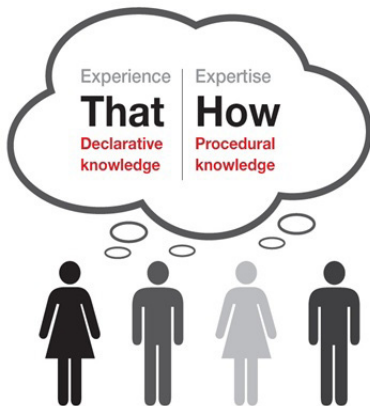 Experience
That
Declarative
knowledge
Expertise
How
Procedural
knowledge